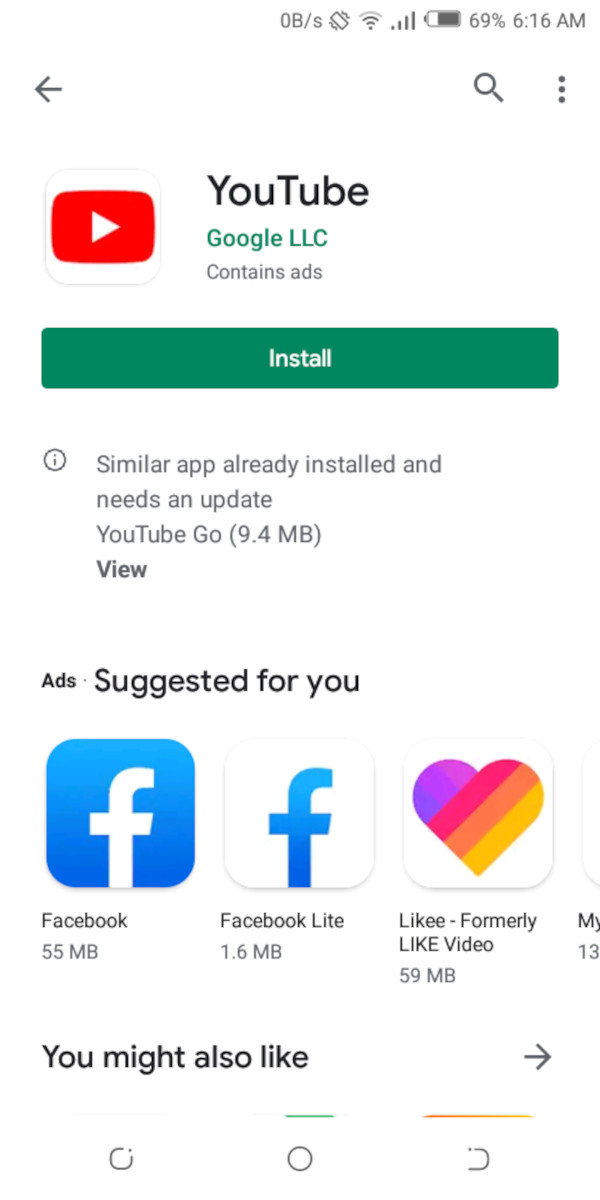 0B/s 69% 6:16 AM
YouTube
Google LLC
Contains ads
Install
Similar app already installed and
needs an update
YouTube Go (9.4 MB)
View
Ads · Suggested for you
Facebook
55 MB
Facebook Lite
1.6 MB
Likee - Formerly
LIKE Video
59 MB
My
13
You might also like